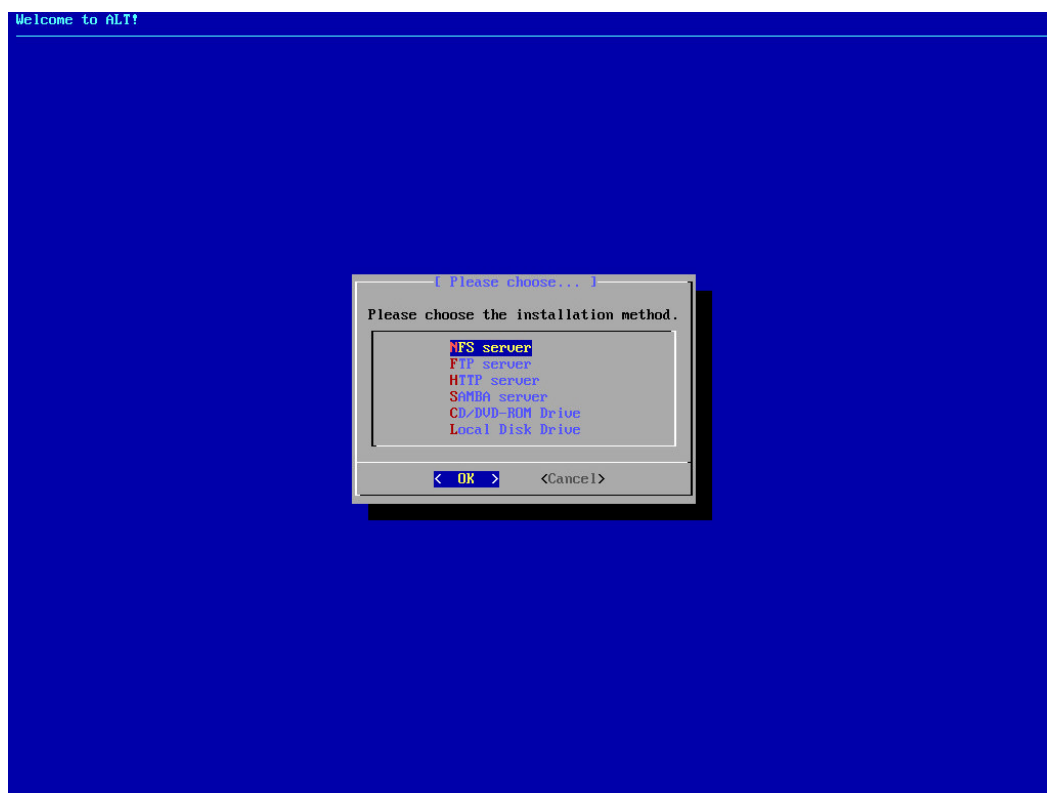 Welcome to ALT!
[ Please choose... ]
Please choose the installation method.
NFS server
FTP server
HTTP server
SAMBA server
CD/DVD-ROM Drive
Local Disk Drive
< OK > <Cancel>